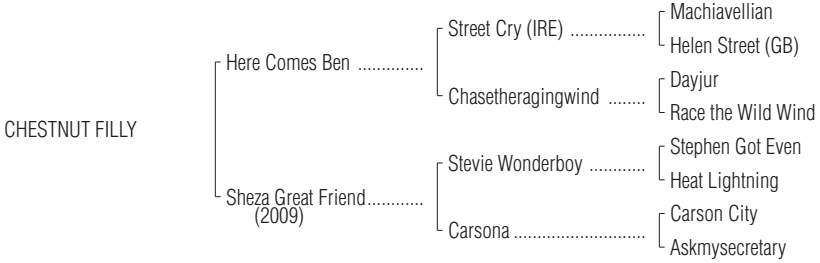 Machiavellian
Street Cry (IRE) ................
Helen Street (GB)
Here Comes Ben ..............
Dayjur
Chasetheragingwind ........
Race the Wild Wind
CHESTNUT FILLY
Stephen Got Even
Stevie Wonderboy ............
Heat Lightning
Sheza Great Friend............
(2009)
Carson City
Carsona ............................
Askmysecretary